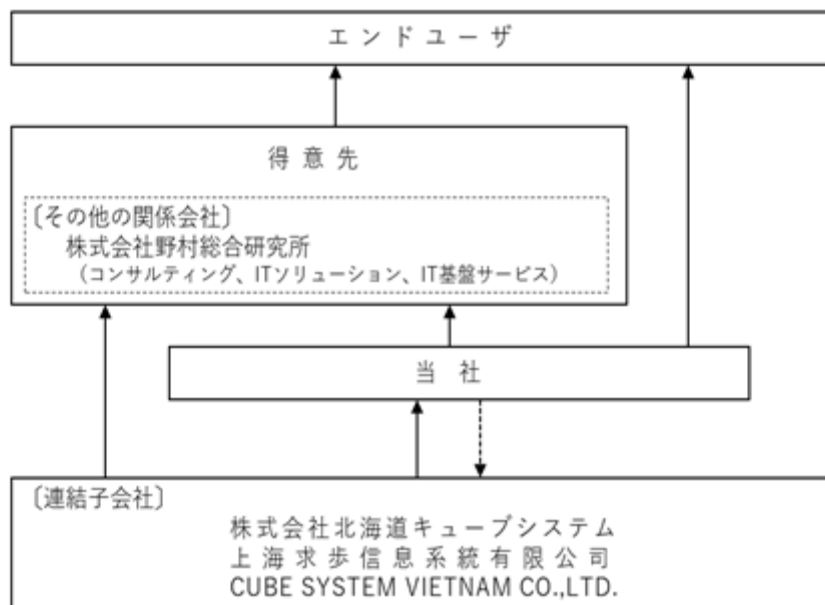 エンドユーザ
得意先
〔その他の関係会社〕
株式会社野村総合研究所
（コンサルティング、ITソリューション、IT基盤サービス）
当社
〔連結子会社〕
株式会社北海道キューブシステム
上海求歩信息系統有限公司
CUBE SYSTEM VIETNAM CO.,LTD.